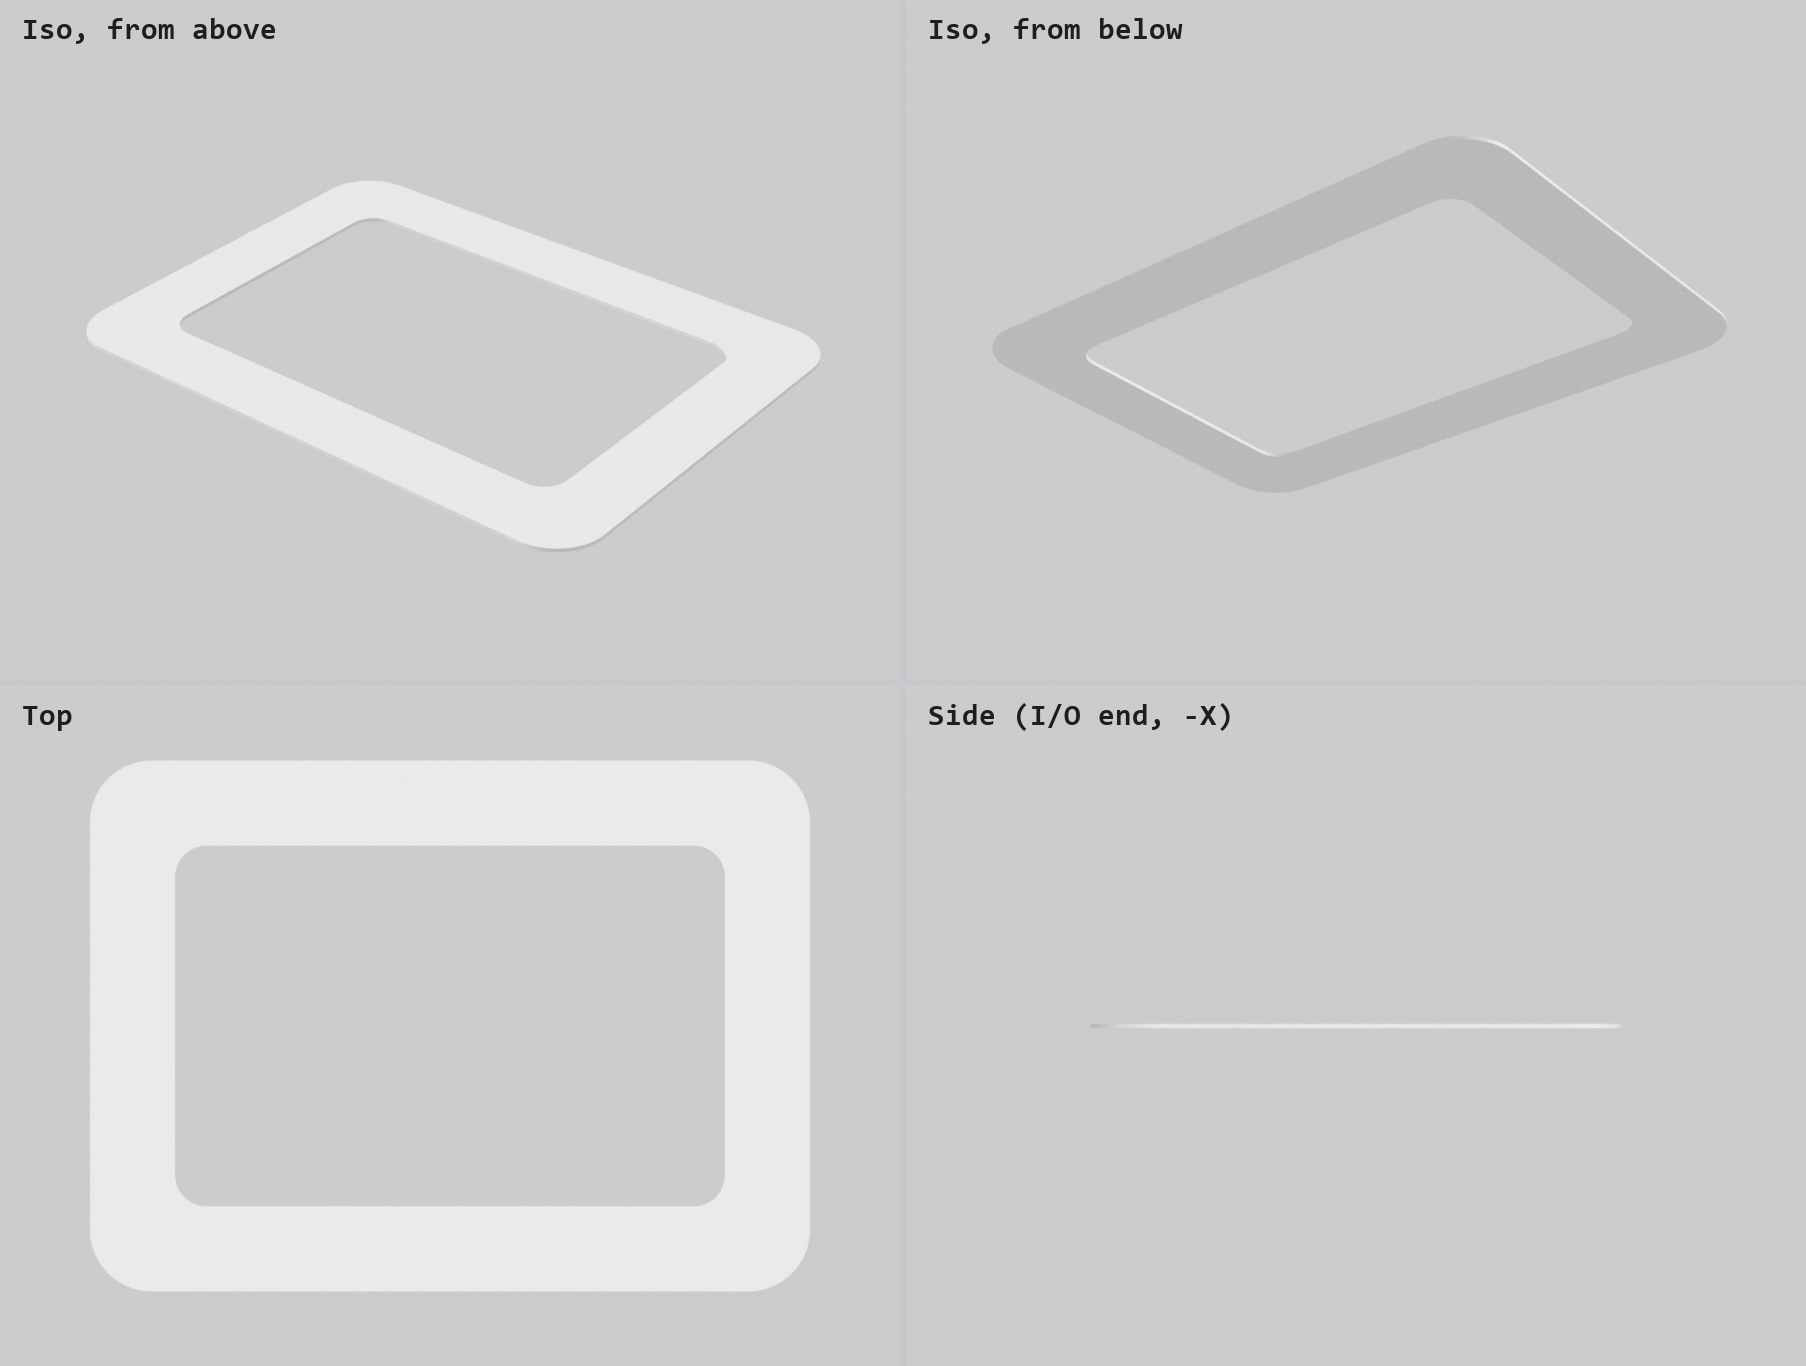 Iso, from above
Iso, from below
Top
Side (I/O end, -X)